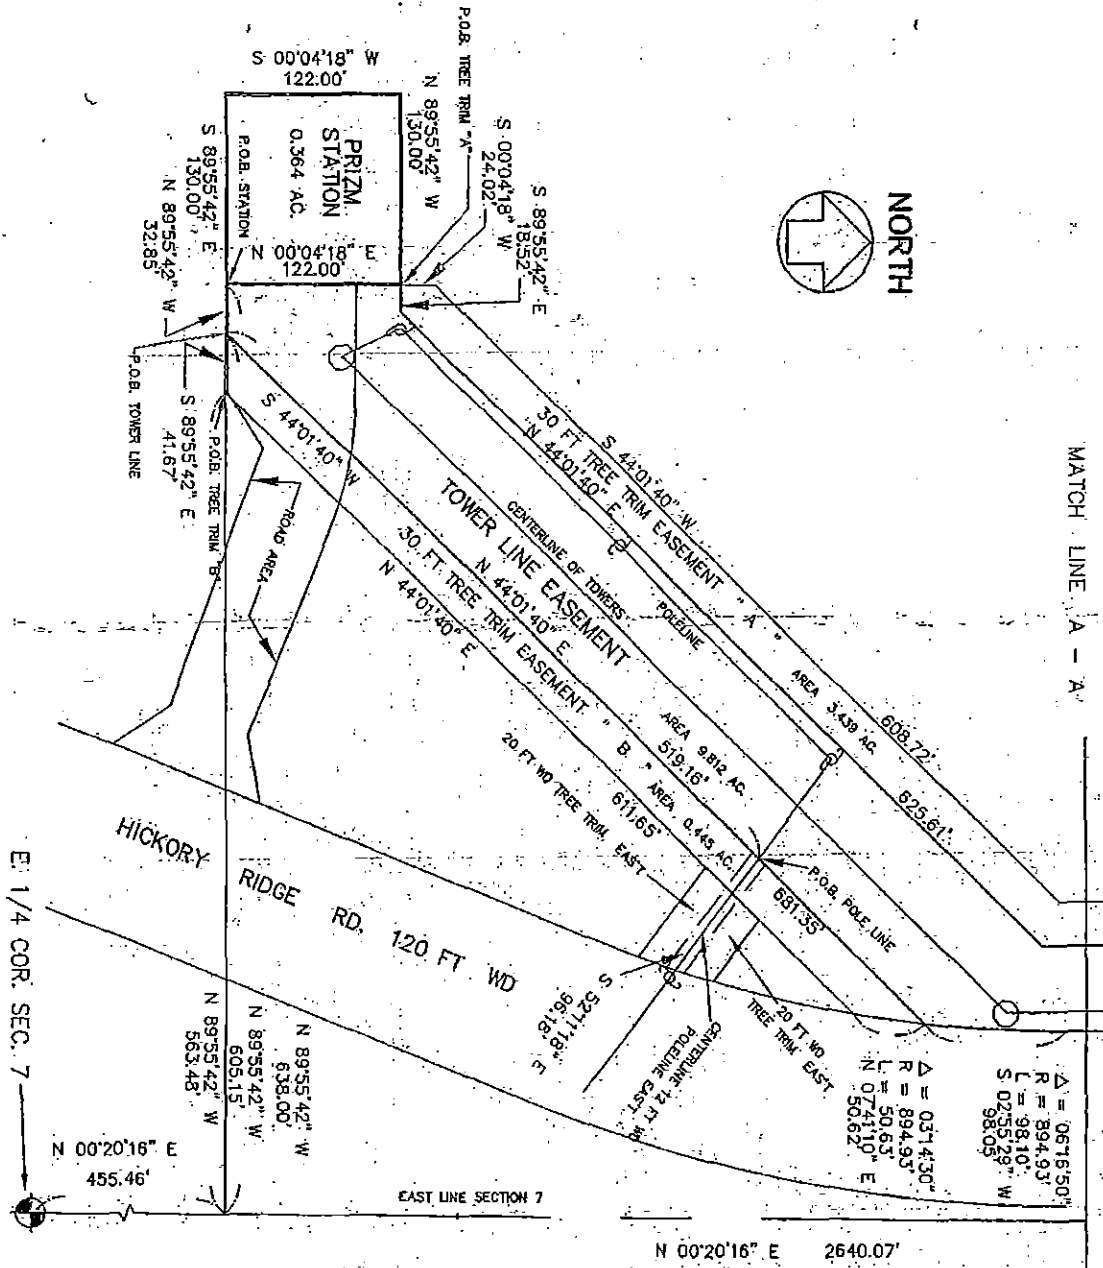 S 00°04'18" W
122.00'
P.O.B. TREE TRIM "A"
N 89°55'42" W
130.00'
S 00°04'18" W
24.02'
S 89°55'42" E
18.52'
NORTH
MATCH LINE A - A
PRIZM
STATION
0.364 AC.
P.O.B. STATION
N 00°04'18" E
122.00'
S 89°55'42" E
130.00'
N 89°55'42" W
32.85'
P.O.B. TOWER LINE
S 89°55'42" E
41.67'
P.O.B. TREE TRIM "B"
ROAD AREA
S 44°01'40" W
S 44°01'40" W
608.72'
30 FT TREE TRIM EASEMENT " A "
AREA 3.439 AC.
N 44°01'40" E
625.61'
POLELINE
CENTERLINE OF TOWERS
TOWER LINE EASEMENT
AREA 9.812 AC.
N 44°01'40" E
519.16'
681.35'
30 FT TREE TRIM EASEMENT " B "
AREA 0.445 AC.
N 44°01'40" E
611.65'
20 FT WD TREE TRIM EAS'T
P.O.B. POLE LINE
20 FT WD
TREE TRIM EAS'T
CENTERLINE 12 FT WD
POLELINE EAS'T
S 52°11'18" E
96.18'
HICKORY RIDGE RD. 120 FT WD
Δ = 06°16'50"
R = 894.93'
L = 98.10'
S 02°55'29" W
98.05'
Δ = 03°14'30"
R = 894.93'
L = 50.63'
N 07°41'10" E
50.62'
N 89°55'42" W
638.00'
N 89°55'42" W
605.15'
N 89°55'42" W
563.48'
E 1/4 COR. SEC. 7
N 00°20'16" E
455.46'
EAST LINE SECTION 7
N 00°20'16" E 2640.07'